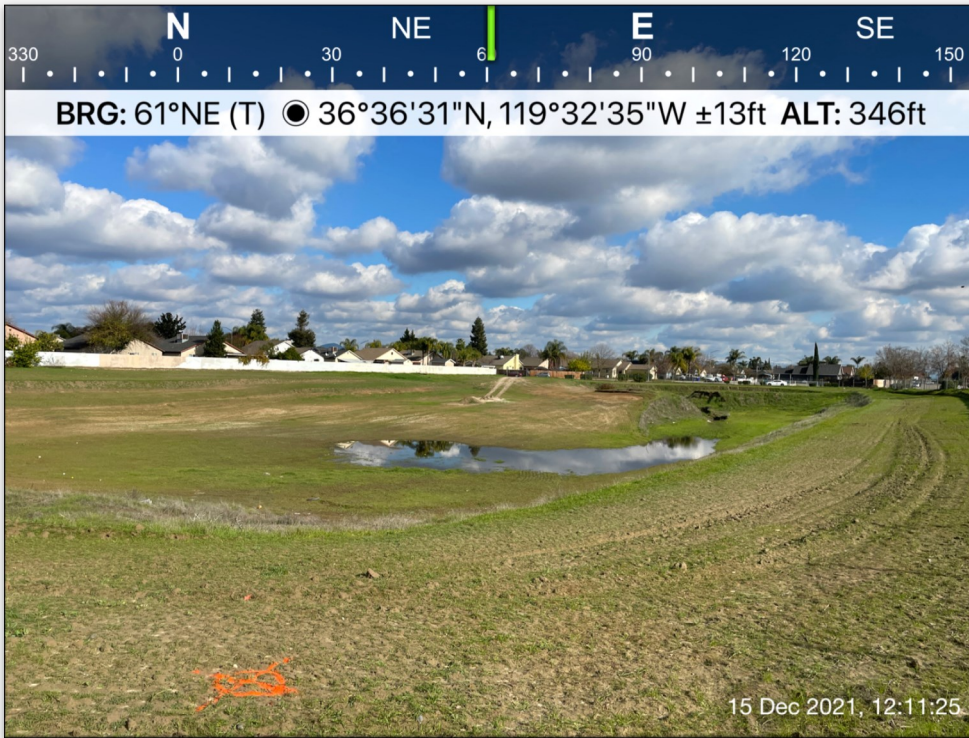 N NE E SE
330 0 30 60 90 120 150
BRG: 61°NE (T) ◉ 36°36'31"N, 119°32'35"W ±13ft ALT: 346ft
15 Dec 2021, 12:11:25